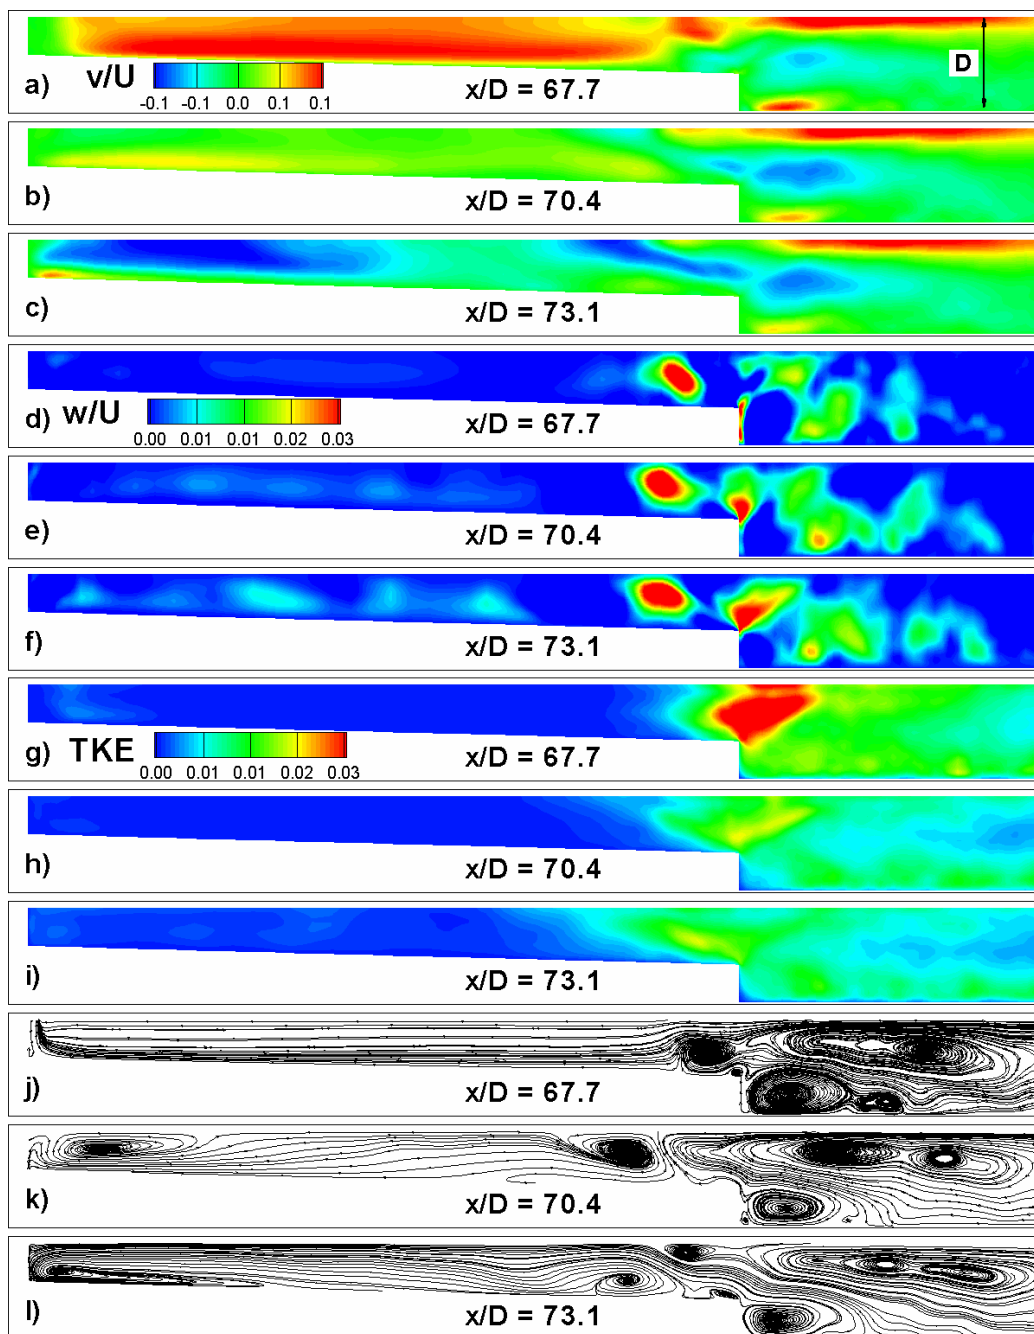 D
a) v/U x/D = 67.7
-0.1 -0.1 0.0 0.1 0.1
b) x/D = 70.4
c) x/D = 73.1
d) w/U x/D = 67.7
0.00 0.01 0.01 0.02 0.03
e) x/D = 70.4
f) x/D = 73.1
g) TKE x/D = 67.7
0.00 0.01 0.01 0.02 0.03
h) x/D = 70.4
i) x/D = 73.1
j) x/D = 67.7
k) x/D = 70.4
l) x/D = 73.1